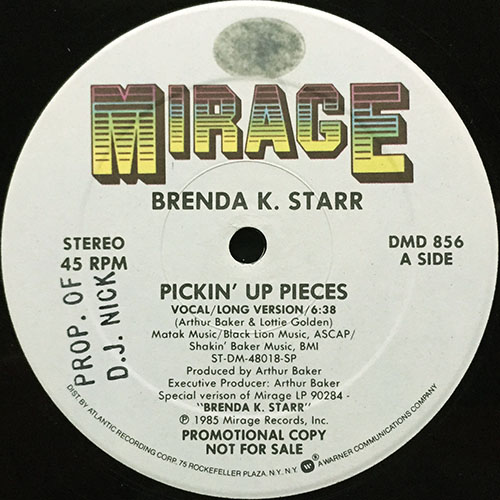 MIRAGE
BRENDA K. STARR
STEREO
45 RPM
DMD 856
A SIDE
PROP. OF
D.J. NICK
PICKIN' UP PIECES
VOCAL/LONG VERSION/6:38
(Arthur Baker & Lottie Golden)
Matak Music/Black Lion Music, ASCAP/
Shakin' Baker Music, BMI
ST-DM-48018-SP
Produced by Arthur Baker
Executive Producer: Arthur Baker
Special verison of Mirage LP 90284 -
"BRENDA K. STARR"
℗ 1985 Mirage Records, Inc.
PROMOTIONAL COPY
NOT FOR SALE
DIST. BY ATLANTIC RECORDING CORP. 75 ROCKEFELLER PLAZA. N.Y. N.Y. W ® A WARNER COMMUNICATIONS COMPANY